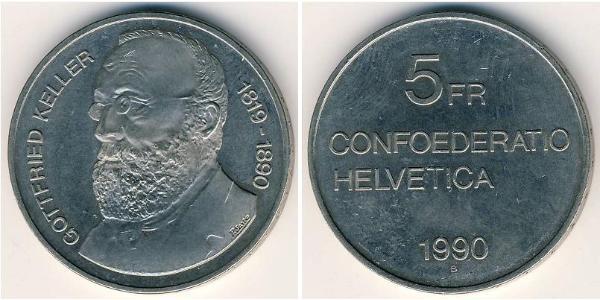 GOTTFRIED KELLER
1819-1890
5 FR
CONFOEDERATIO
HELVETICA
1990
B